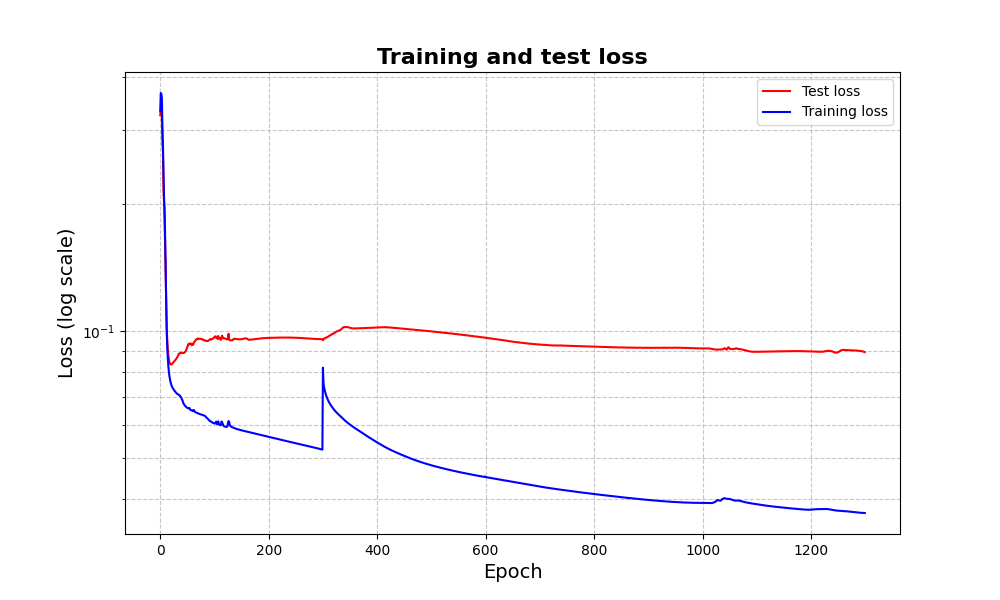 Training and test loss
Test loss
Training loss
Loss (log scale)
10⁻¹
0 200 400 600 800 1000 1200
Epoch